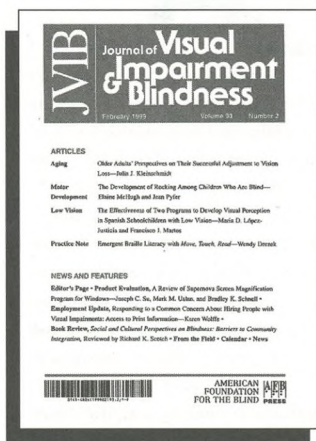 JVIB
Journal of Visual
Impairment
& Blindness
February 1999 Volume 93 Number 2
ARTICLES
Aging Older Adults' Perspectives on Their Successful Adjustment to Vision
Loss—Julia J. Kleinschmidt
Motor The Development of Rocking Among Children Who Are Blind—
Development McHugh and Jean Pyfer
Low Vision The Effectiveness of Two Programs to Develop Visual Perception
in Spanish Schoolchildren with Low Vision—Maria D. López-
Justicia and Francisco J. Martos
Practice Note Emergent Braille Literacy with Move, Touch, Read—Wendy Drezek
NEWS AND FEATURES
Editor's Page • Product Evaluation, A Review of Supernova Screen Magnification
Program for Windows—Joseph C. Su, Mark M. Uslan, and Bradley K. Schnell •
Employment Update, Responding to a Common Concern About Hiring People with
Visual Impairments: Access to Print Information—Karen Wolffe •
Book Review, Social and Cultural Perspectives on Blindness: Barriers to Community
Integration, Reviewed by Richard K. Scotch • From the Field • Calendar • News
AMERICAN
FOUNDATION
FOR THE BLIND
AFB
PRESS